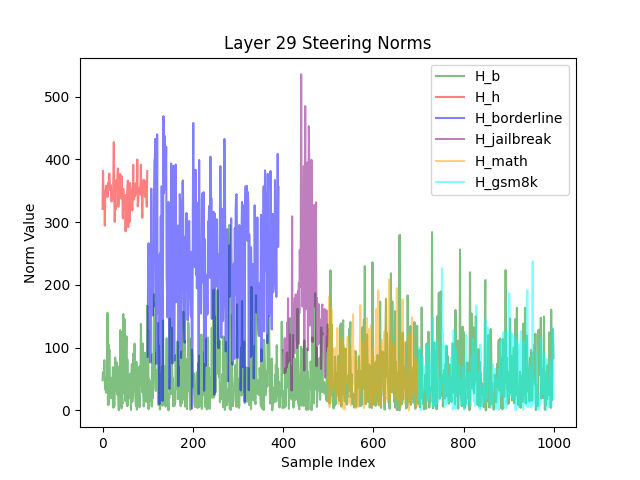 Layer 29 Steering Norms
Norm Value
500
400
300
200
100
0
H_b
H_h
H_borderline
H_jailbreak
H_math
H_gsm8k
0 200 400 600 800 1000
Sample Index